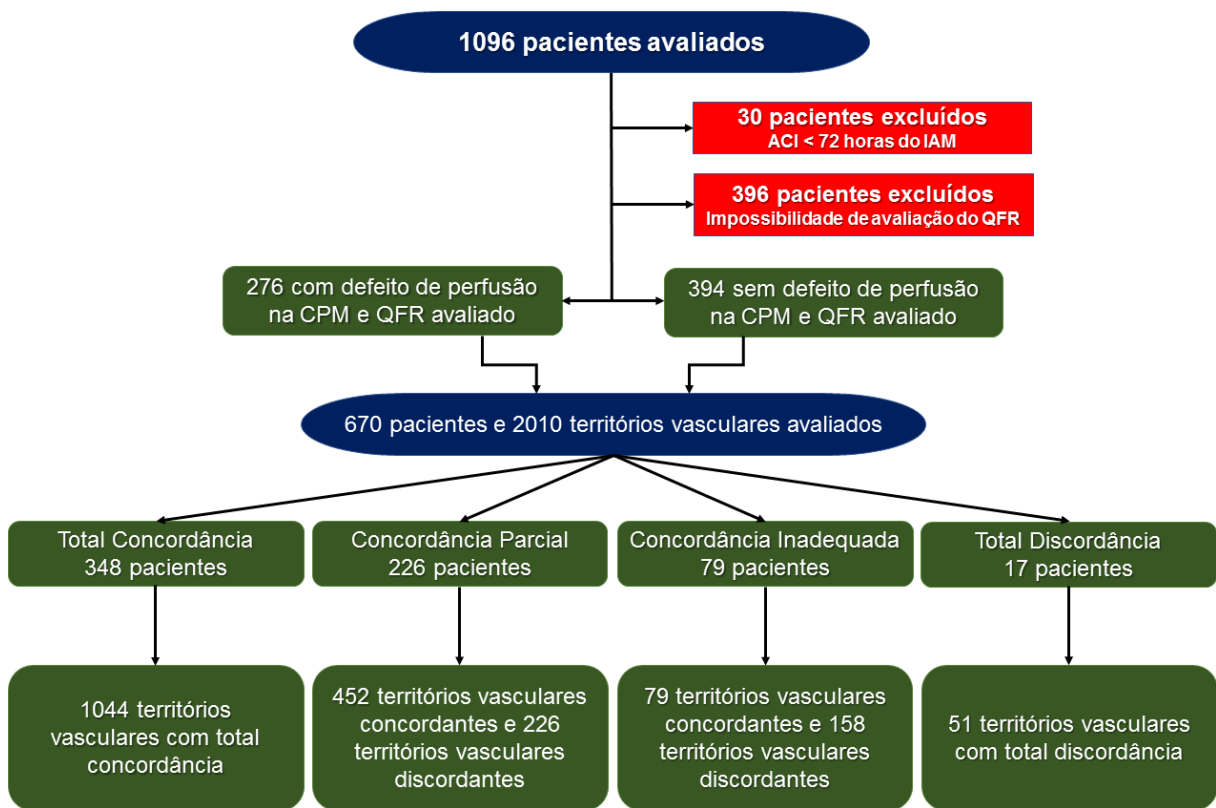 1096 pacientes avaliados
30 pacientes excluídos
ACI < 72 horas do IAM
396 pacientes excluídos
Impossibilidade de avaliação do QFR
276 com defeito de perfusão
na CPM e QFR avaliado
394 sem defeito de perfusão
na CPM e QFR avaliado
670 pacientes e 2010 territórios vasculares avaliados
Total Concordância
348 pacientes
Concordância Parcial
226 pacientes
Concordância Inadequada
79 pacientes
Total Discordância
17 pacientes
1044 territórios
vasculares com total
concordância
452 territórios vasculares
concordantes e 226
territórios vasculares
discordantes
79 territórios vasculares
concordantes e 158
territórios vasculares
discordantes
51 territórios vasculares
com total discordância